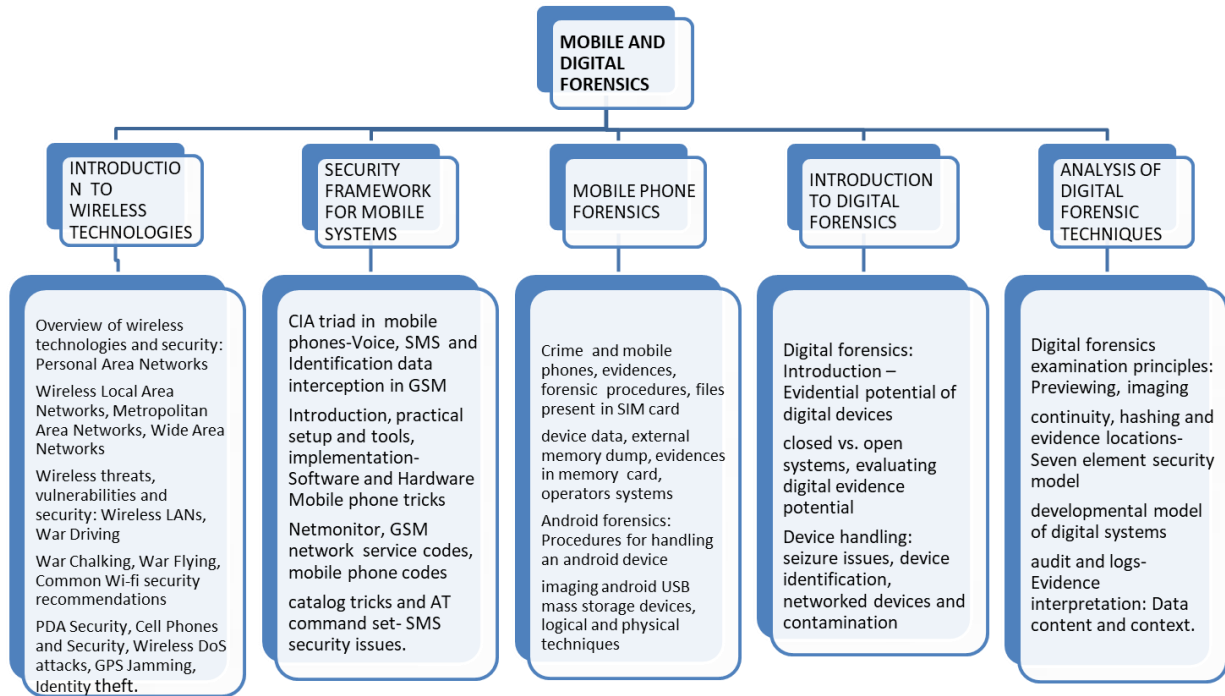 MOBILE AND
DIGITAL
FORENSICS
INTRODUCTIO
N TO
WIRELESS
TECHNOLOGIES
SECURITY
FRAMEWORK
FOR MOBILE
SYSTEMS
MOBILE PHONE
FORENSICS
INTRODUCTION
TO DIGITAL
FORENSICS
ANALYSIS OF
DIGITAL
FORENSIC
TECHNIQUES
Overview of wireless
technologies and security:
Personal Area Networks
Wireless Local Area
Networks, Metropolitan
Area Networks, Wide Area
Networks
Wireless threats,
vulnerabilities and
security: Wireless LANs,
War Driving
War Chalking, War Flying,
Common Wi-fi security
recommendations
PDA Security, Cell Phones
and Security, Wireless DoS
attacks, GPS Jamming,
Identity theft.
CIA triad in mobile
phones-Voice, SMS and
Identification data
interception in GSM
Introduction, practical
setup and tools,
implementation-
Software and Hardware
Mobile phone tricks
Netmonitor, GSM
network service codes,
mobile phone codes
catalog tricks and AT
command set- SMS
security issues.
Crime and mobile
phones, evidences,
forensic procedures, files
present in SIM card
device data, external
memory dump, evidences
in memory card,
operators systems
Android forensics:
Procedures for handling
an android device
imaging android USB
mass storage devices,
logical and physical
techniques
Digital forensics:
Introduction –
Evidential potential of
digital devices
closed vs. open
systems, evaluating
digital evidence
potential
Device handling:
seizure issues, device
identification,
networked devices and
contamination
Digital forensics
examination principles:
Previewing, imaging
continuity, hashing and
evidence locations-
Seven element security
model
developmental model
of digital systems
audit and logs-
Evidence
interpretation: Data
content and context.